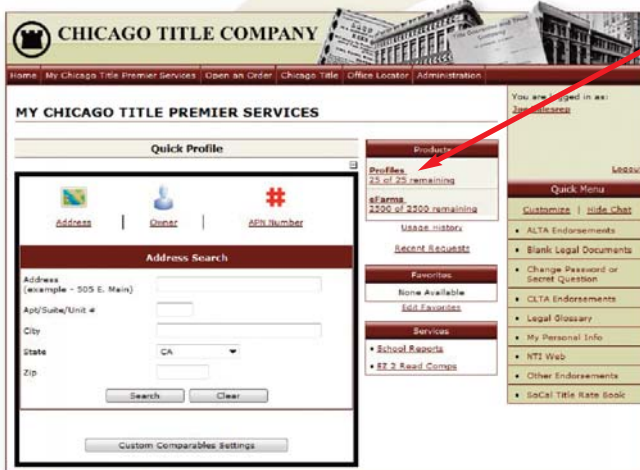 CHICAGO TITLE COMPANY
Home My Chicago Title Premier Services Open an Order Chicago Title Office Locator Administration
MY CHICAGO TITLE PREMIER SERVICES
Quick Profile
Address | Owner | APN Number
Address Search
Address
(example - 505 E. Main)
Apt/Suite/Unit #
City
State CA
Zip
Search Clear
Custom Comparables Settings
Products
Profiles
25 of 25 remaining
eFarms
2500 of 2500 remaining
Usage History
Recent Requests
Favorites
None Available
Edit Favorites
Services
• School Reports
• EZ 2 Read Comps
You are logged in as:
Logout
Quick Menu
Customize | Hide Chat
• ALTA Endorsements
• Blank Legal Documents
• Change Password or
Secret Question
• CLTA Endorsements
• Legal Glossary
• My Personal Info
• NTI Web
• Other Endorsements
• SoCal Title Rate Book